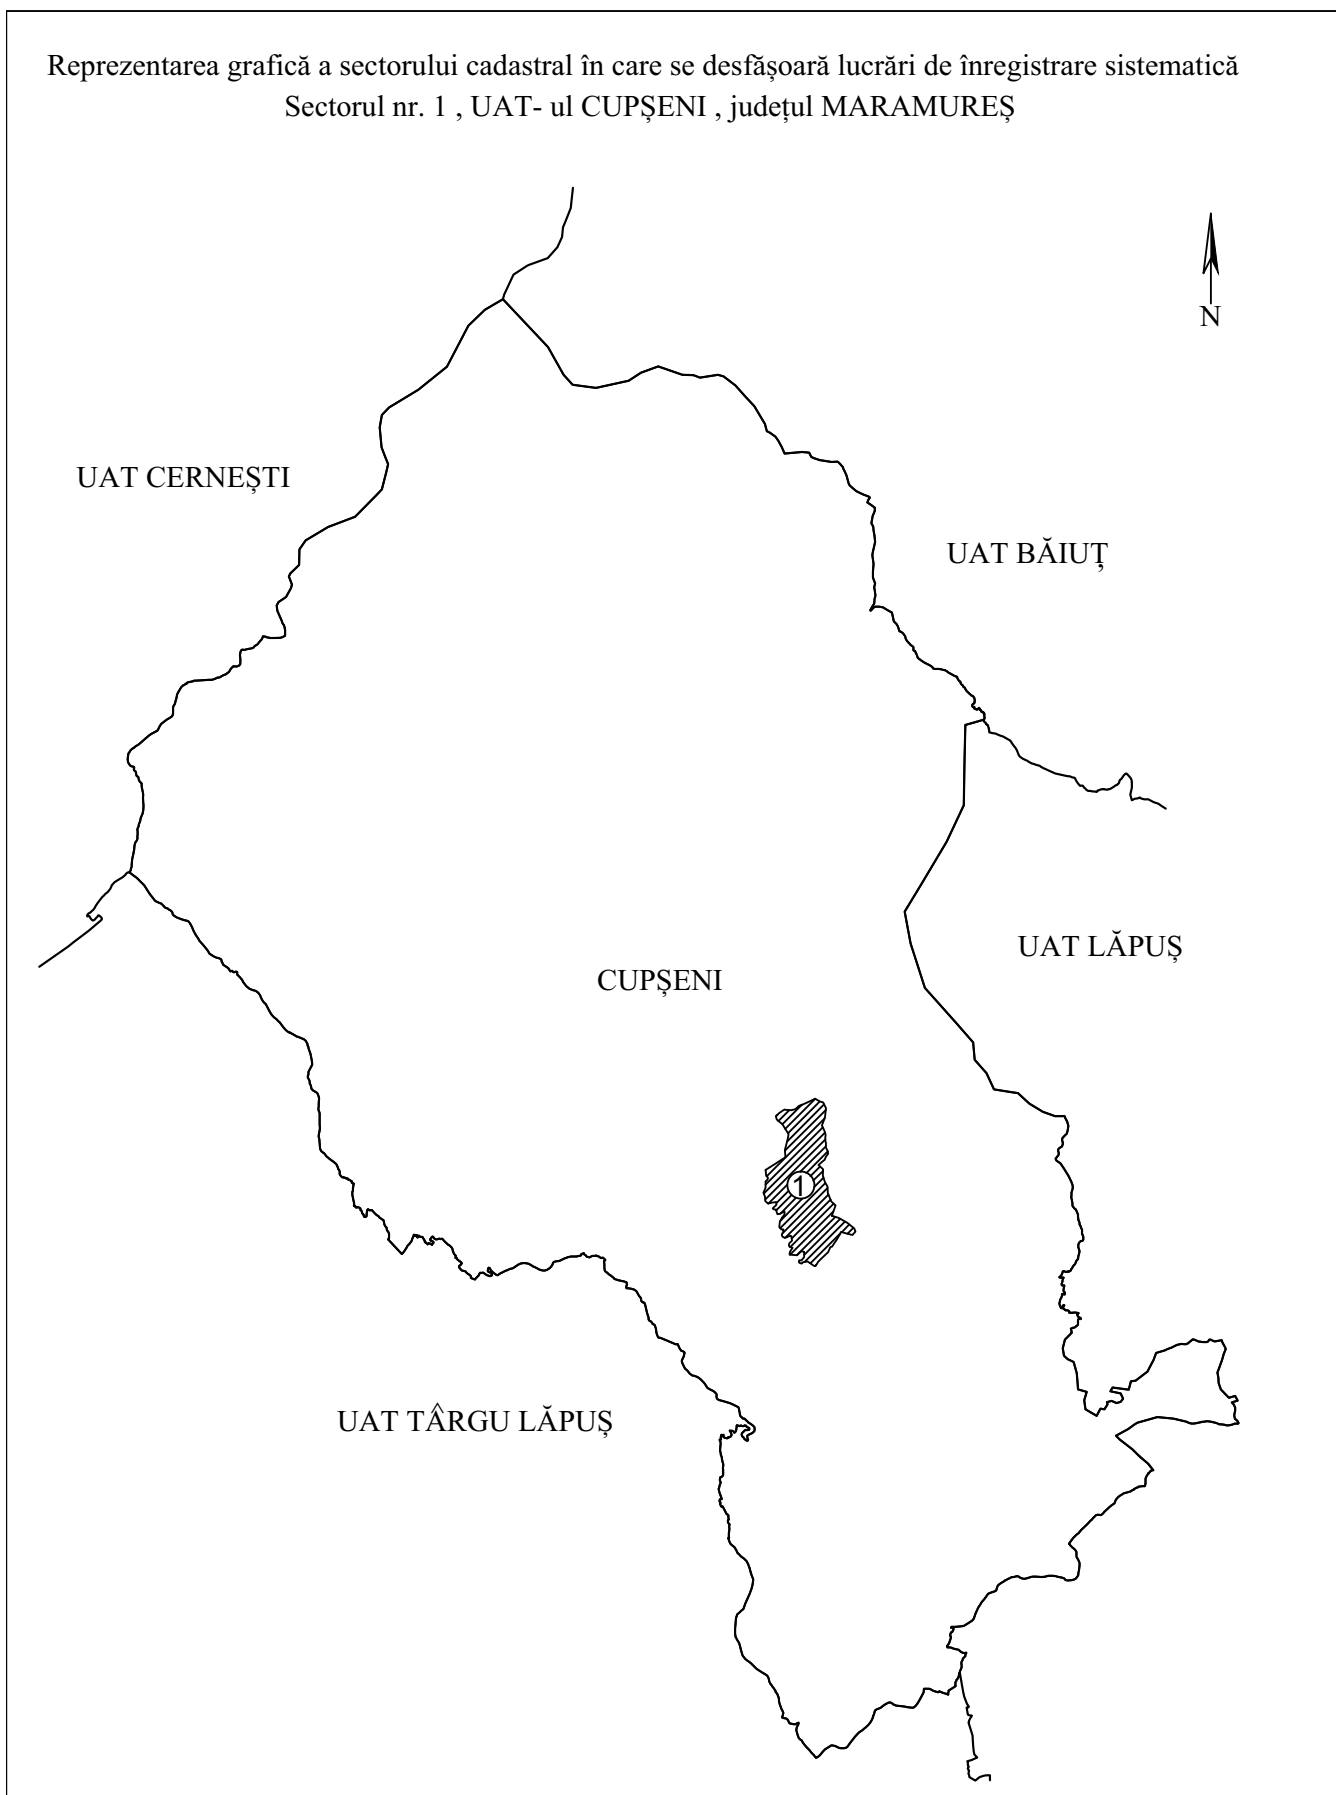 Reprezentarea grafică a sectorului cadastral în care se desfășoară lucrări de înregistrare sistematică
Sectorul nr. 1 , UAT- ul CUPȘENI , județul MARAMUREȘ
N
UAT CERNEȘTI
UAT BĂIUȚ
UAT LĂPUȘ
CUPȘENI
1
UAT TÂRGU LĂPUȘ